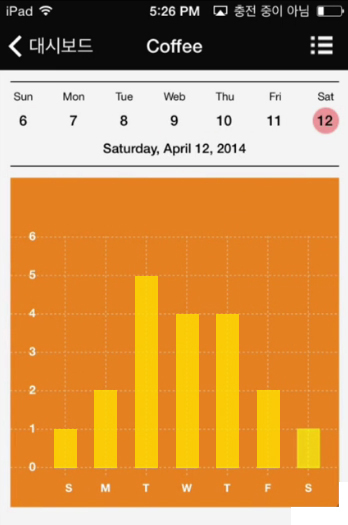 iPad 5:26 PM 충전 중이 아님
대시보드 Coffee
Sun Mon Tue Web Thu Fri Sat
6 7 8 9 10 11 12
Saturday, April 12, 2014
6
5
4
3
2
1
0
S M T W T F S